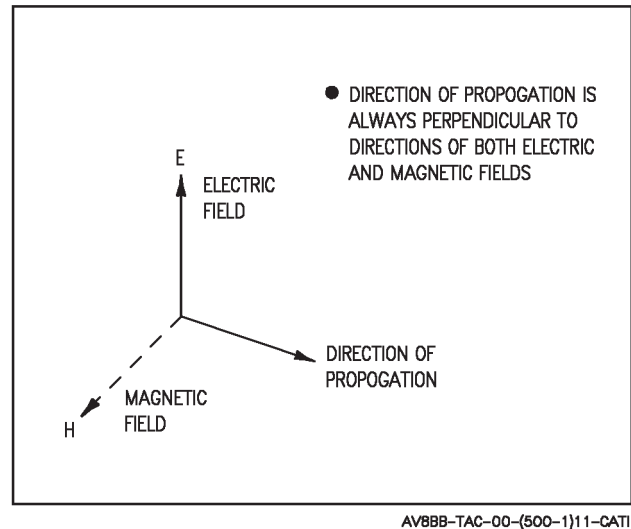 ● DIRECTION OF PROPOGATION IS
ALWAYS PERPENDICULAR TO
DIRECTIONS OF BOTH ELECTRIC
AND MAGNETIC FIELDS
E
ELECTRIC
FIELD
DIRECTION OF
PROPOGATION
MAGNETIC
FIELD
H
AV8BB-TAC-00-(500-1)11-CATI